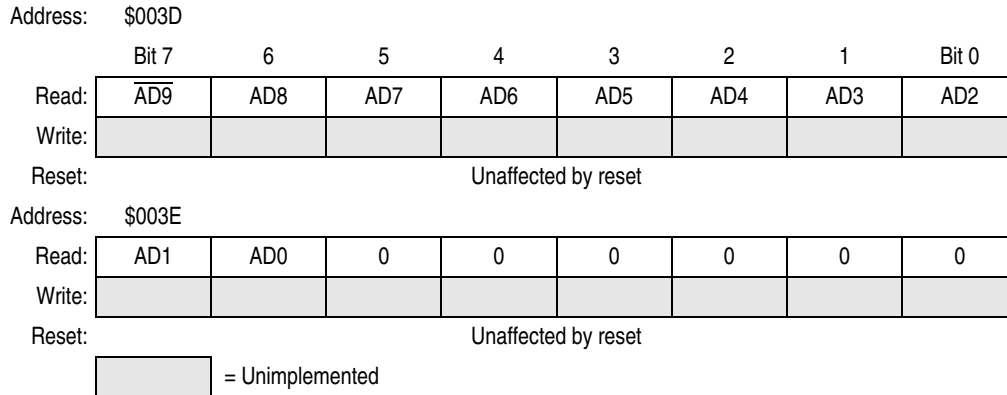 Address: $003D
Bit 7 6 5 4 3 2 1 Bit 0
Read: A̅D̅9̅ AD8 AD7 AD6 AD5 AD4 AD3 AD2
Write:
Reset: Unaffected by reset
Address: $003E
Read: AD1 AD0 0 0 0 0 0 0
Write:
Reset: Unaffected by reset
= Unimplemented